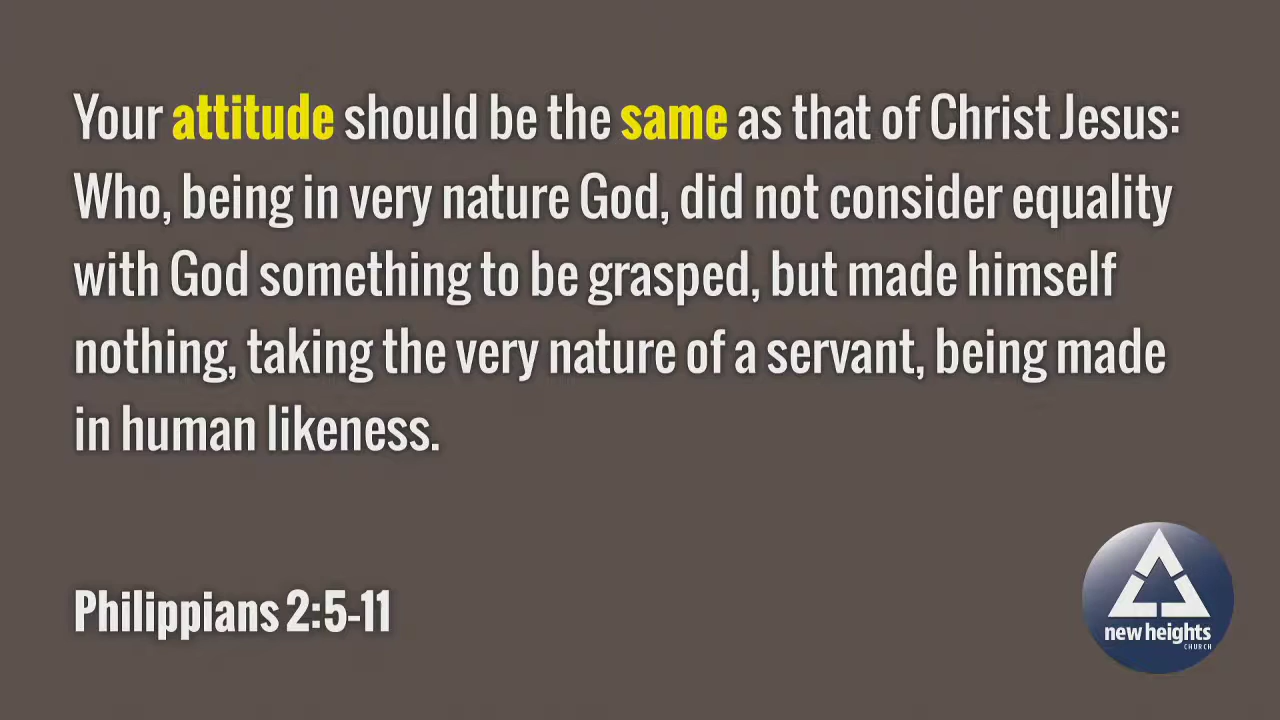 Your attitude should be the same as that of Christ Jesus:
Who, being in very nature God, did not consider equality
with God something to be grasped, but made himself
nothing, taking the very nature of a servant, being made
in human likeness.
Philippians 2:5-11
new heights
CHURCH